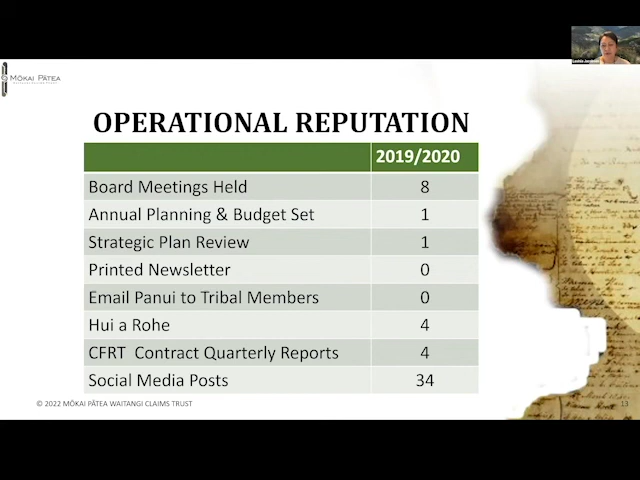 MŌKAI PĀTEA
OPERATIONAL REPUTATION
2019/2020
Board Meetings Held 8
Annual Planning & Budget Set 1
Strategic Plan Review 1
Printed Newsletter 0
Email Panui to Tribal Members 0
Hui a Rohe 4
CFRT Contract Quarterly Reports 4
Social Media Posts 34
© 2022 MŌKAI PĀTEA WAITANGI CLAIMS TRUST
13